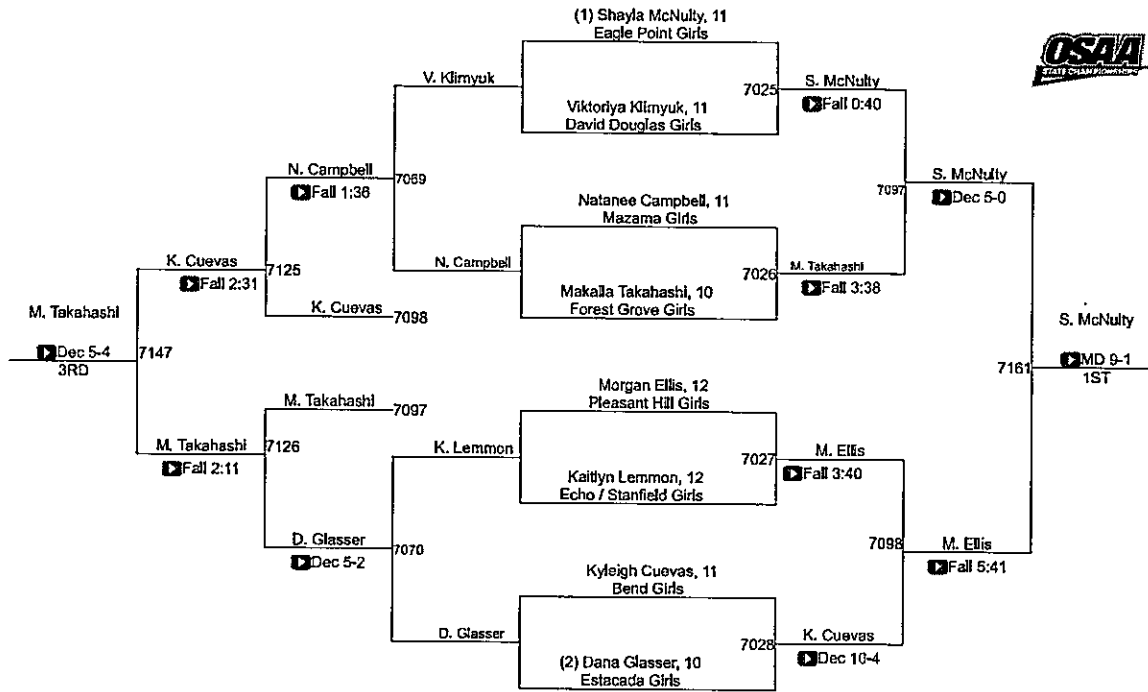 (1) Shayla McNulty, 11
Eagle Point Girls
OSAA
STATE CHAMPIONSHIPS
V. Klimyuk
7025
S. McNulty
Fall 0:40
Viktoriya Klimyuk, 11
David Douglas Girls
N. Campbell
Fall 1:36
7069
7097
S. McNulty
Dec 5-0
Natanee Campbell, 11
Mazama Girls
K. Cuevas
Fall 2:31
7125
N. Campbell
7026
M. Takahashi
Fall 3:38
Makaila Takahashi, 10
Forest Grove Girls
K. Cuevas
7098
M. Takahashi
Dec 5-4
3RD
7147
S. McNulty
7161
MD 9-1
1ST
Morgan Ellis, 12
Pleasant Hill Girls
M. Takahashi
7097
M. Takahashi
Fall 2:11
7126
K. Lemmon
7027
M. Ellis
Fall 3:40
Kaitlyn Lemmon, 12
Echo / Stanfield Girls
D. Glasser
Dec 5-2
7070
7098
M. Ellis
Fall 5:41
Kyleigh Cuevas, 11
Bend Girls
D. Glasser
7028
K. Cuevas
Dec 10-4
(2) Dana Glasser, 10
Estacada Girls